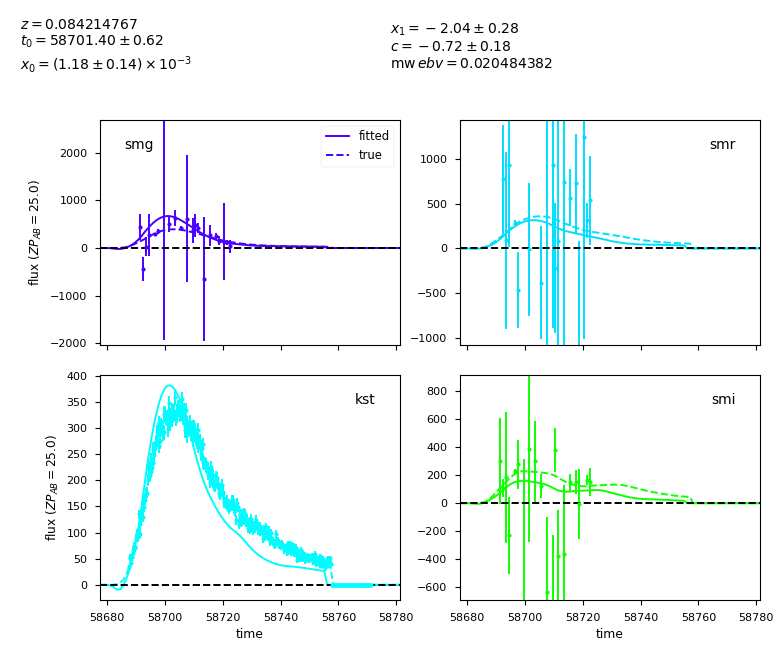 z = 0.084214767
t0 = 58701.40 ± 0.62
x0 = (1.18 ± 0.14) × 10^−3
x1 = −2.04 ± 0.28
c = −0.72 ± 0.18
mw ebv = 0.020484382
smg
fitted
true
2000
1000
0
−1000
−2000
flux (ZP_AB = 25.0)
smr
1000
500
0
−500
−1000
kst
400
350
300
250
200
150
100
50
0
flux (ZP_AB = 25.0)
58680 58700 58720 58740 58760 58780
time
smi
800
600
400
200
0
−200
−400
−600
58680 58700 58720 58740 58760 58780
time